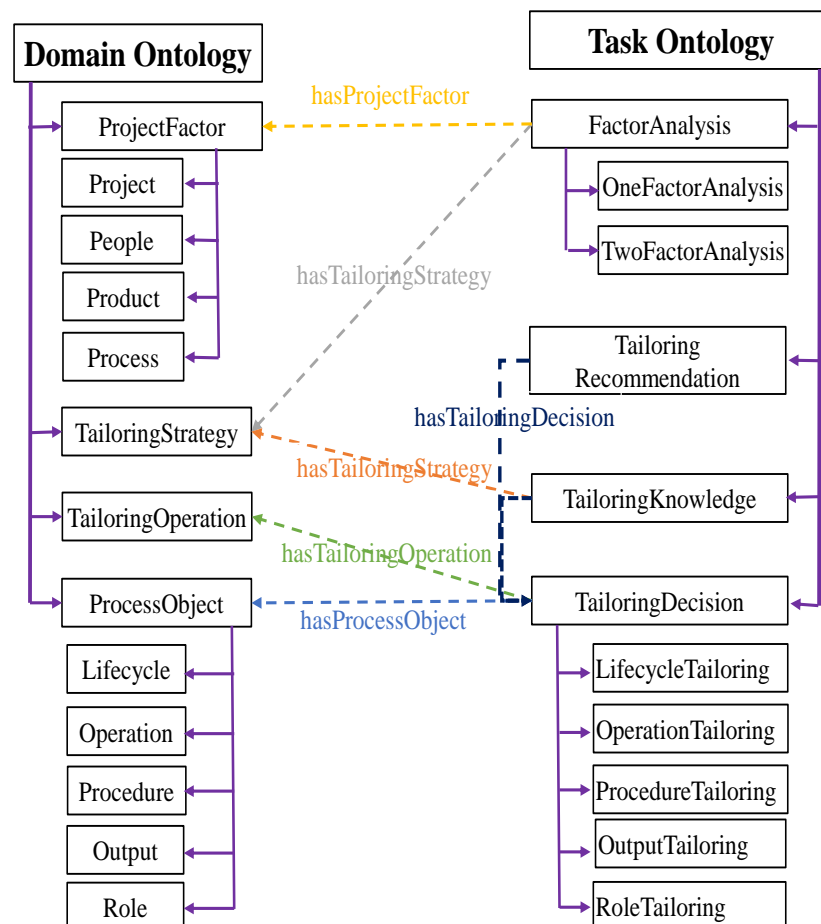 Domain Ontology
Task Ontology
hasProjectFactor
ProjectFactor
FactorAnalysis
Project
OneFactorAnalysis
People
TwoFactorAnalysis
hasTailoringStrategy
Product
Process
Tailoring
Recommendation
hasTailoringDecision
TailoringStrategy
hasTailoringStrategy
TailoringKnowledge
TailoringOperation
hasTailoringOperation
ProcessObject
TailoringDecision
hasProcessObject
Lifecycle
LifecycleTailoring
Operation
OperationTailoring
Procedure
ProcedureTailoring
Output
OutputTailoring
Role
RoleTailoring